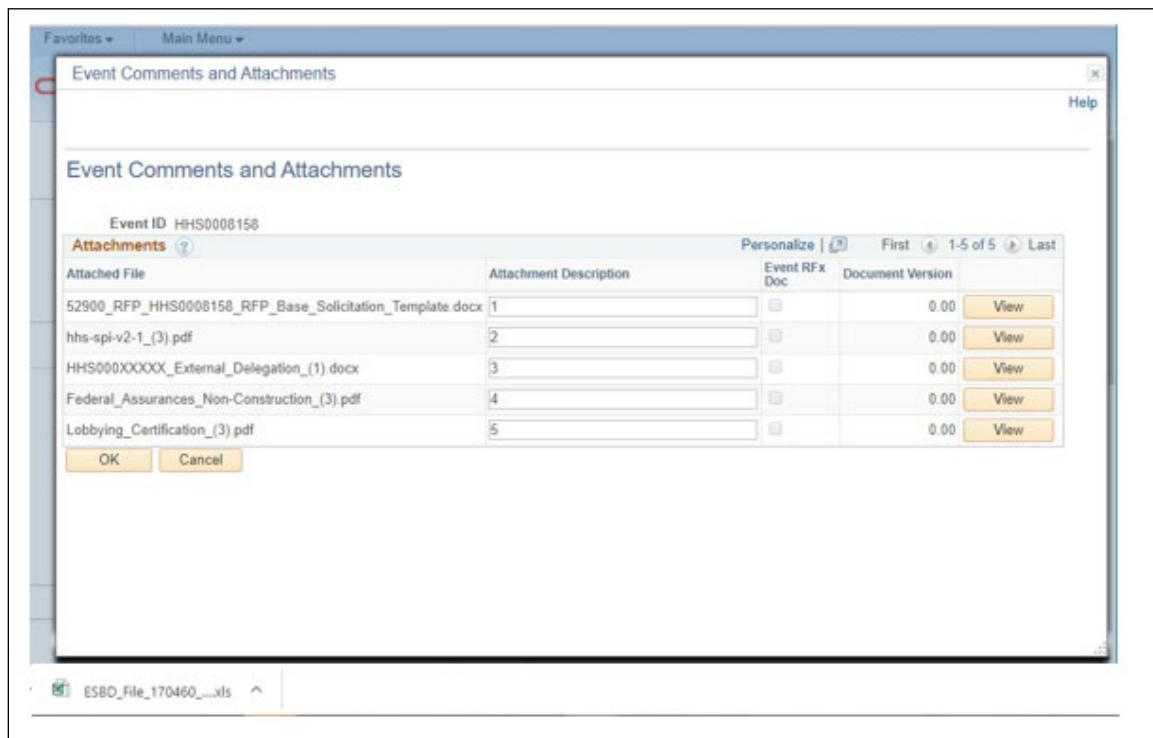 Favorites Main Menu
Event Comments and Attachments
Help
Event Comments and Attachments
Event ID HHS0008158
Attachments ? Personalize | First 1-5 of 5 Last
Attached File Attachment Description Event RFx Doc Document Version
52900_RFP_HHS0008158_RFP_Base_Solicitation_Template.docx 1 0.00 View
hhs-spi-v2-1_(3).pdf 2 0.00 View
HHS000XXXXX_External_Delegation_(1).docx 3 0.00 View
Federal_Assurances_Non-Construction_(3).pdf 4 0.00 View
Lobbying_Certification_(3).pdf 5 0.00 View
OK Cancel
ESBD_File_170460_....xls